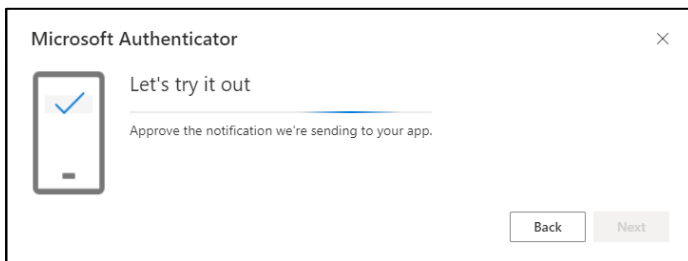 Microsoft Authenticator
Let's try it out
Approve the notification we're sending to your app.
Back
Next